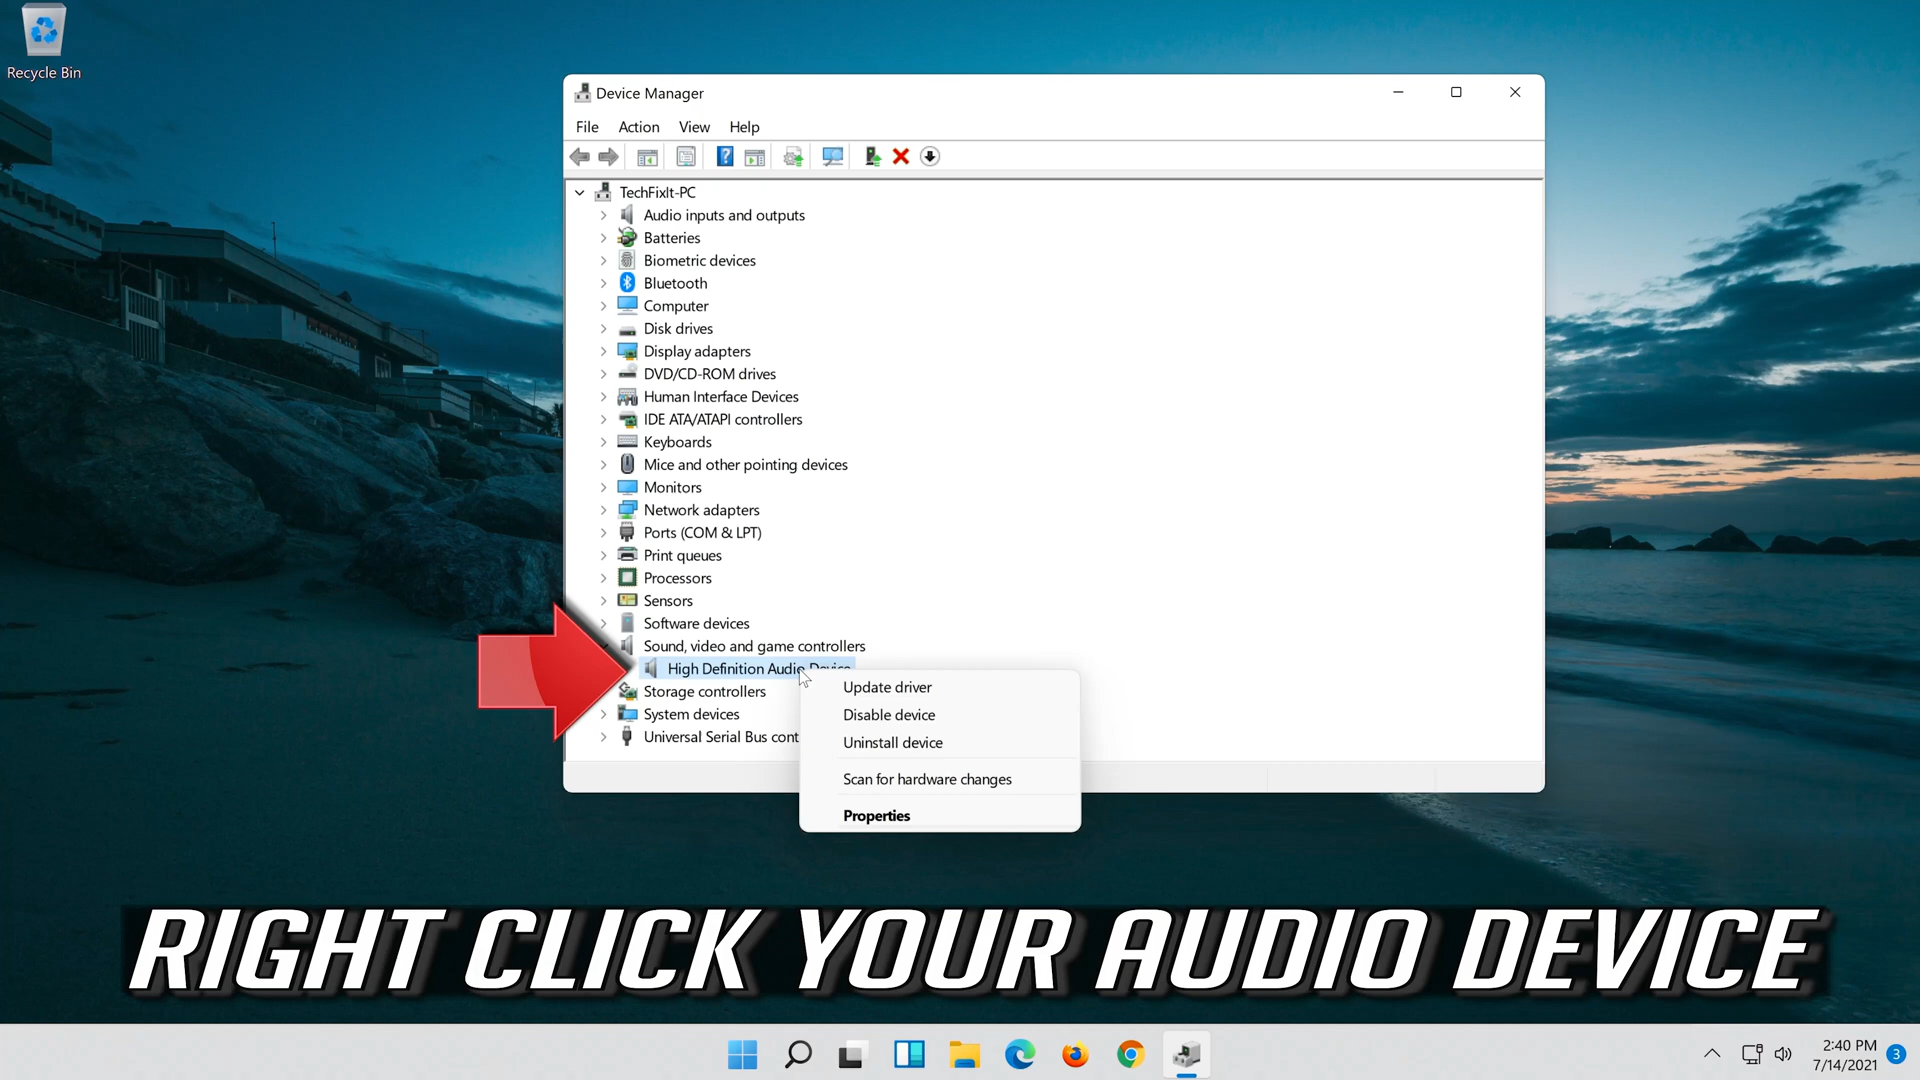 Recycle Bin
Device Manager
File Action View Help
TechFixIt-PC
Audio inputs and outputs
Batteries
Biometric devices
Bluetooth
Computer
Disk drives
Display adapters
DVD/CD-ROM drives
Human Interface Devices
IDE ATA/ATAPI controllers
Keyboards
Mice and other pointing devices
Monitors
Network adapters
Ports (COM & LPT)
Print queues
Processors
Sensors
Software devices
Sound, video and game controllers
High Definition Audio Device
Storage controllers
System devices
Universal Serial Bus cont
Update driver
Disable device
Uninstall device
Scan for hardware changes
Properties
RIGHT CLICK YOUR AUDIO DEVICE
2:40 PM
7/14/2021
3